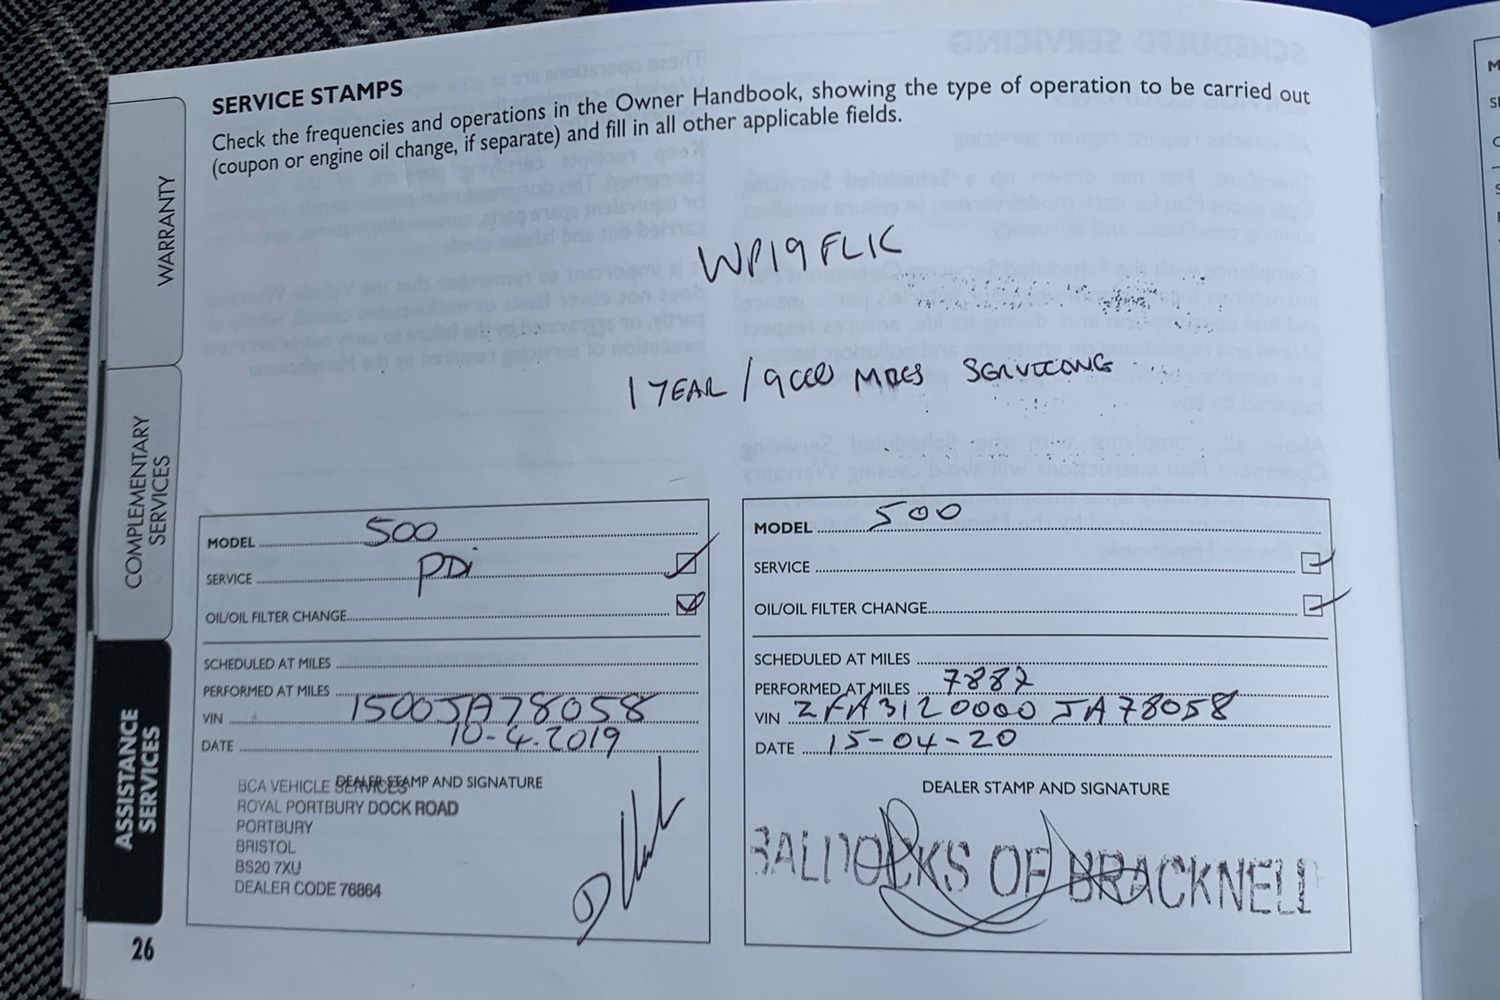 SERVICE STAMPS
Check the frequencies and operations in the Owner Handbook, showing the type of operation to be carried out
(coupon or engine oil change, if separate) and fill in all other applicable fields.
WP19 FLK
1 YEAR / 9000 MILES SERVICING
WARRANTY
COMPLEMENTARY
SERVICES
ASSISTANCE
SERVICES
26
MODEL 500
SERVICE PDi
OIL/OIL FILTER CHANGE
SCHEDULED AT MILES
PERFORMED AT MILES
VIN 1500JA78058
DATE 10-4.2019
DEALER STAMP AND SIGNATURE
BCA VEHICLE SERVICES
ROYAL PORTBURY DOCK ROAD
PORTBURY
BRISTOL
BS20 7XU
DEALER CODE 76864
MODEL 500
SERVICE
OIL/OIL FILTER CHANGE
SCHEDULED AT MILES
PERFORMED AT MILES 7882
VIN ZFA3120000JA78058
DATE 15-04-20
DEALER STAMP AND SIGNATURE
BALDOCKS OF BRACKNELL